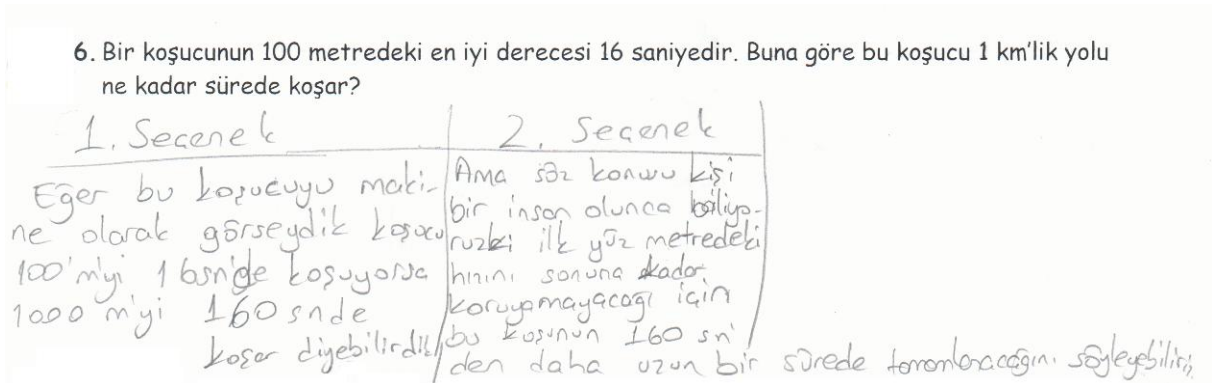 6. Bir koşucunun 100 metredeki en iyi derecesi 16 saniyedir. Buna göre bu koşucu 1 km'lik yolu
ne kadar sürede koşar?
1. Seçenek
Eğer bu koşucuyu maki-
ne olarak görseydik koşucu
100'm'yi 16sn'de koşuyorsa
1000 m'yi 160 snde
koşar diyebilirdik
2. Seçenek
Ama söz konusu kişi
bir insan olunca biliyo-
ruzki ilk yüz metredeki
hızını sonuna kadar
koruyamayacağı için
bu koşunun 160 sn'
den daha uzun bir sürede tamamlanacağını söyleyebiliriz.